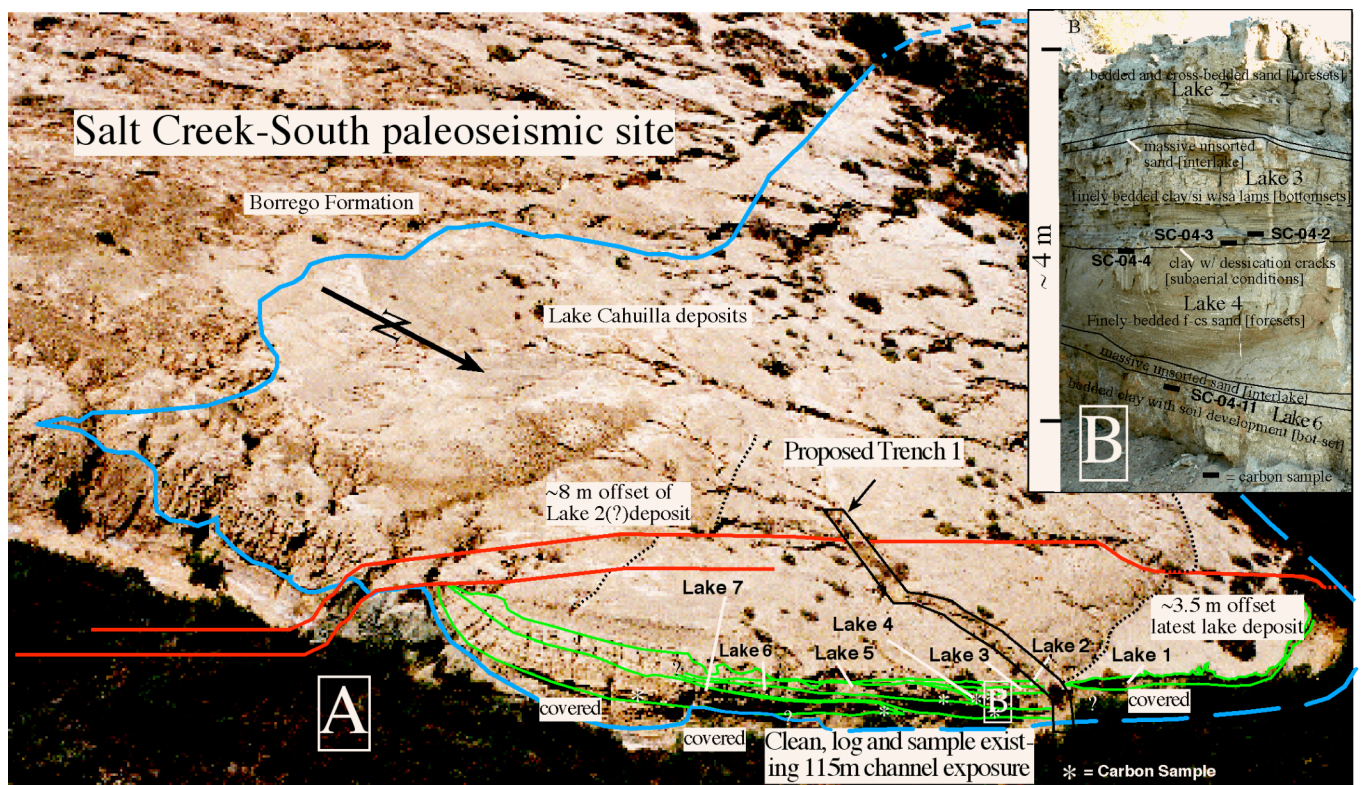 Salt Creek-South paleoseismic site
Borrego Formation
N
Lake Cahuilla deposits
Proposed Trench 1
~8 m offset of
Lake 2(?)deposit
Lake 7
Lake 6
Lake 5
Lake 4
Lake 3
Lake 2
Lake 1
~3.5 m offset
latest lake deposit
?
?
?
covered
covered
covered
A
B
Clean, log and sample exist-
ing 115m channel exposure
* = Carbon Sample
B
~ 4 m
bedded and cross-bedded sand [foresets]
Lake 2
massive unsorted
sand [interlake]
Lake 3
finely bedded clay/si w/sa lams [bottomsets]
SC-04-3
SC-04-2
SC-04-4
clay w/ dessication cracks
[subaerial conditions]
Lake 4
Finely-bedded f-cs sand [foresets]
massive unsorted sand [interlake]
SC-04-11
Lake 6
bedded clay with soil development [bot-set]
B
= carbon sample